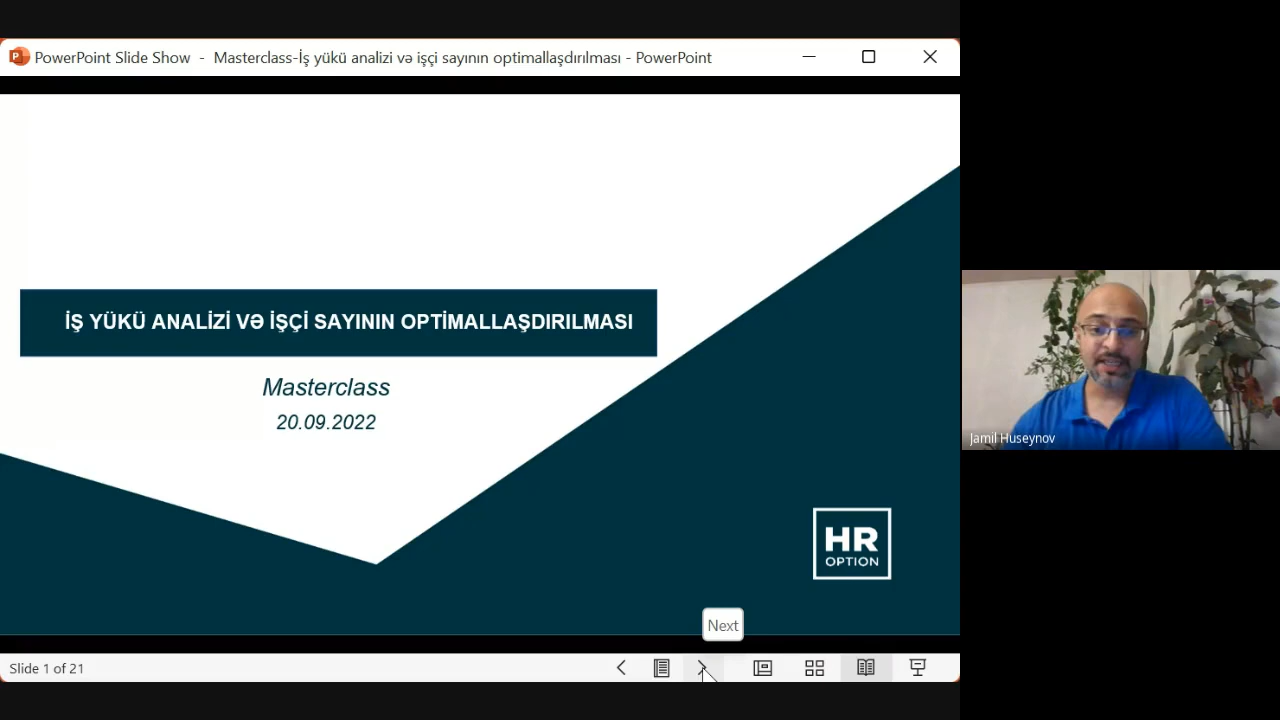 PowerPoint Slide Show - Masterclass-İş yükü analizi və işçi sayının optimallaşdırılması - PowerPoint
İŞ YÜKÜ ANALİZİ VƏ İŞÇİ SAYININ OPTİMALLAŞDIRILMASI
Masterclass
20.09.2022
Jamil Huseynov
HR
OPTION
Next
Slide 1 of 21